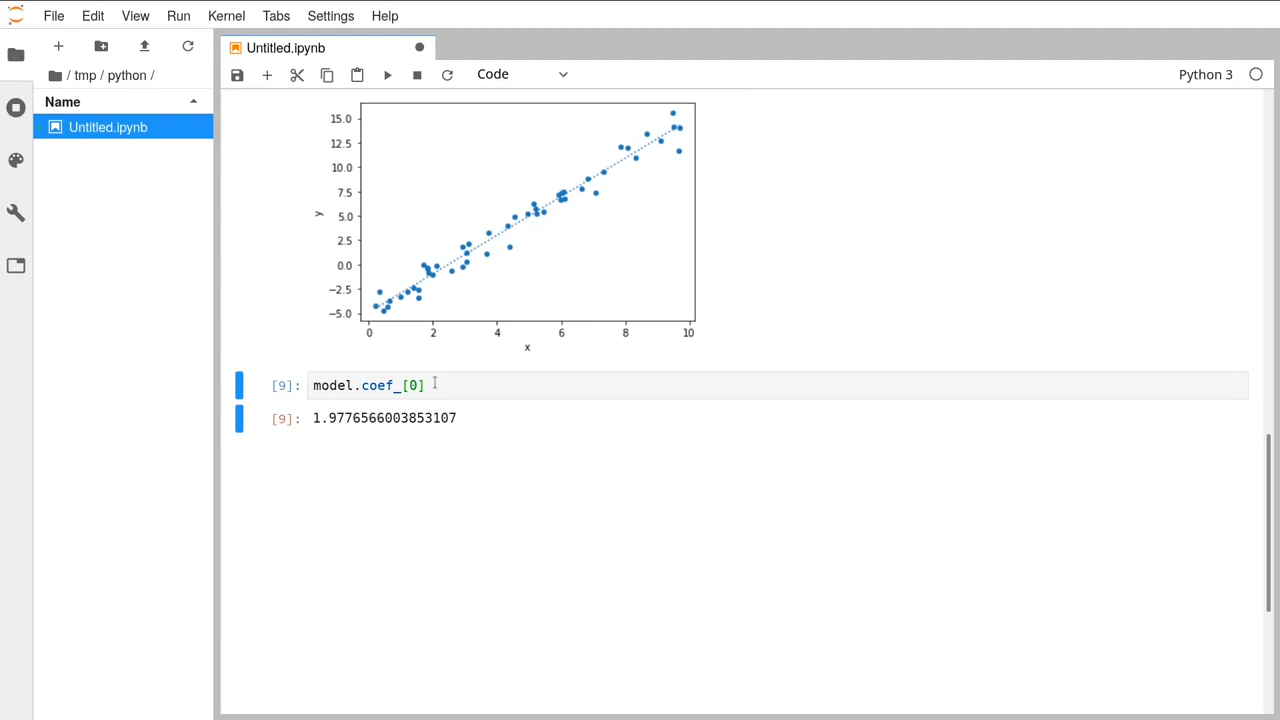 File Edit View Run Kernel Tabs Settings Help
Untitled.ipynb
Code
Python 3
/ tmp / python /
Name
Untitled.ipynb
15.0
12.5
10.0
7.5
5.0
2.5
0.0
−2.5
−5.0
y
0 2 4 6 8 10
x
[9]: model.coef_[0]
[9]: 1.9776566003853107